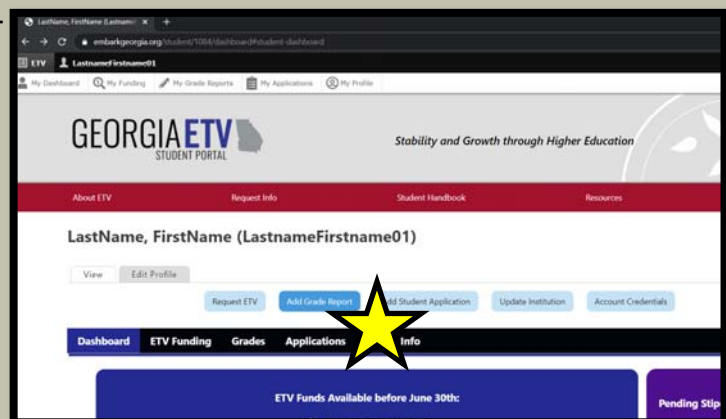 LastName, FirstName (Lastname
embarkgeorgia.org/student/1084/dashboard#student-dashboard
ETV LastnameFirstname01
My Dashboard My Funding My Grade Reports My Applications My Profile
GEORGIA ETV
STUDENT PORTAL
Stability and Growth through Higher Education
About ETV Request Info Student Handbook Resources
LastName, FirstName (LastnameFirstname01)
View Edit Profile
Request ETV Add Grade Report dd Student Application Update Institution Account Credentials
Dashboard ETV Funding Grades Applications Info
ETV Funds Available before June 30th:
Pending Stip